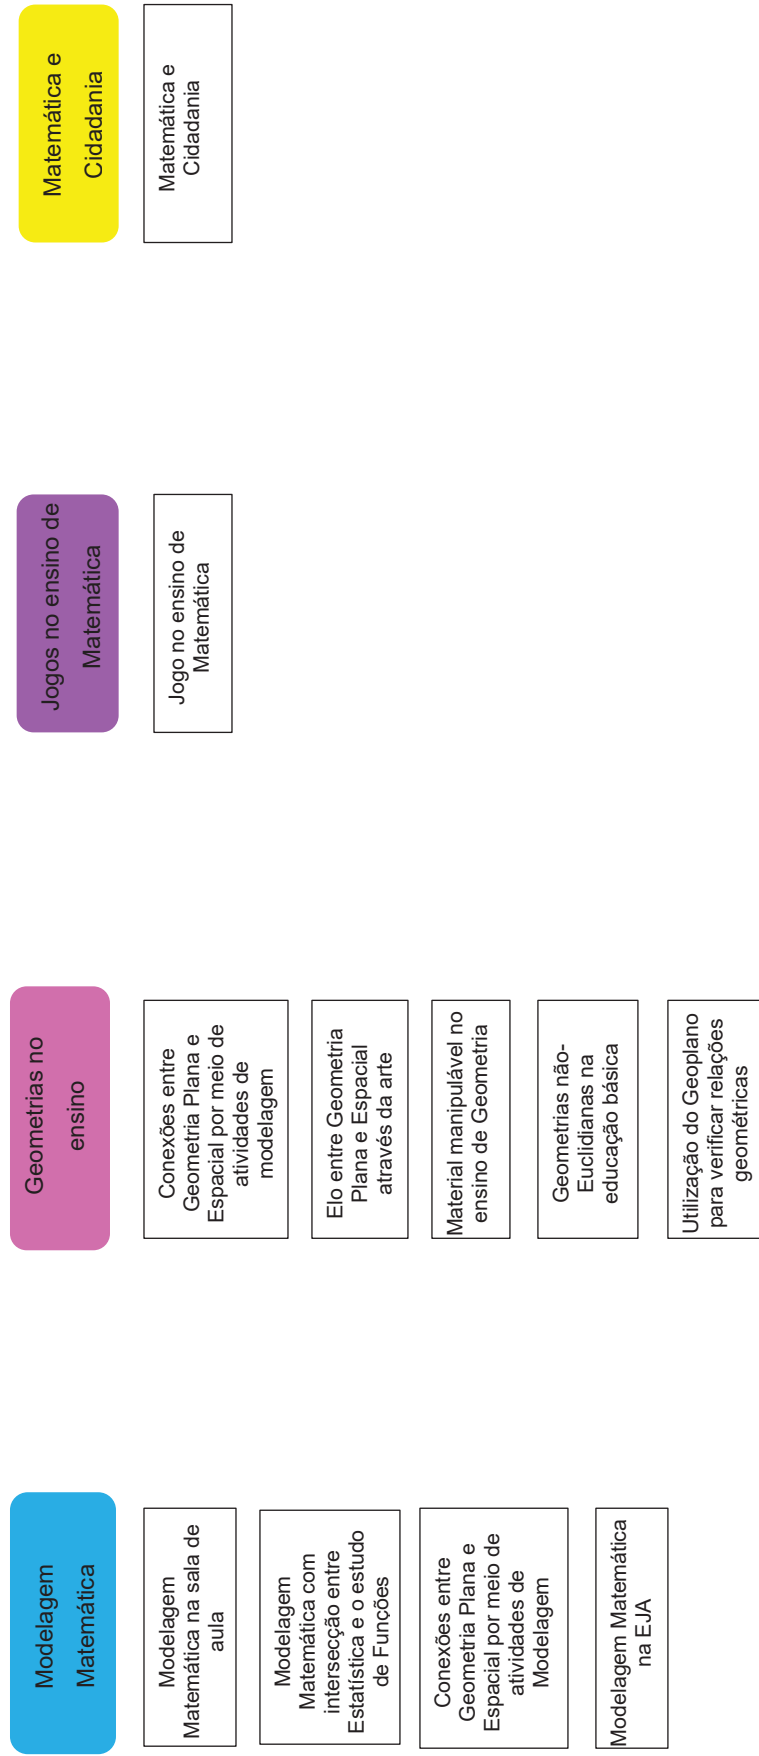 Modelagem
Matemática
Modelagem
Matemática na sala de
aula
Modelagem
Matemática com
intersecção entre
Estatística e o estudo
de Funções
Conexões entre
Geometria Plana e
Espacial por meio de
atividades de
Modelagem
Modelagem Matemática
na EJA
Geometrias no
ensino
Conexões entre
Geometria Plana e
Espacial por meio de
atividades de
modelagem
Elo entre Geometria
Plana e Espacial
através da arte
Material manipulável no
ensino de Geometria
Geometrias não-
Euclidianas na
educação básica
Utilização do Geoplano
para verificar relações
geométricas
Jogos no ensino de
Matemática
Jogo no ensino de
Matemática
Matemática e
Cidadania
Matemática e
Cidadania